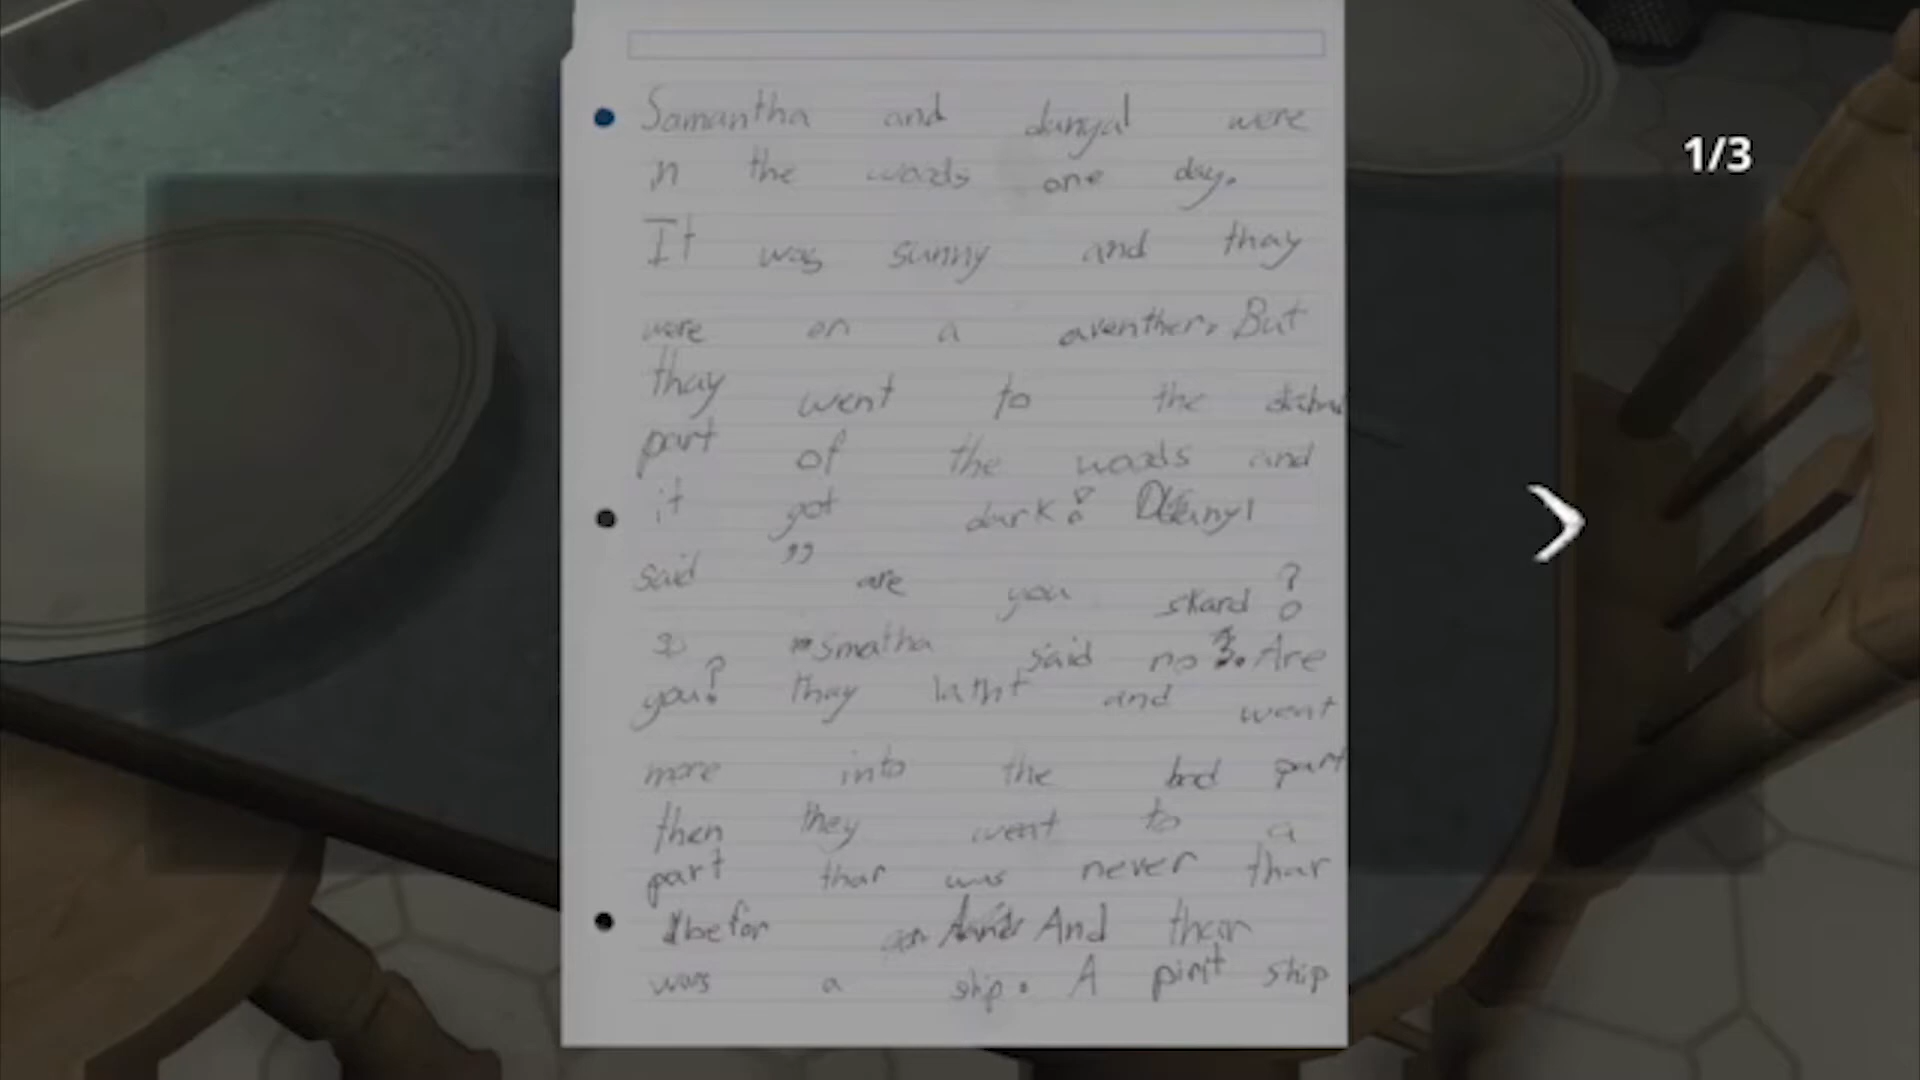 Samantha and danyal were
in the woods one day.
It was sunny and thay
were on a aventher. But
thay went to the
part of the woods and
it got dark! Danyl
said " are you skard ?
smatha said no. Are
you? thay latht and went
more into the bad part
then they went to a
part thar was never thar
befor And thar
was a ship. A pirit ship
1/3